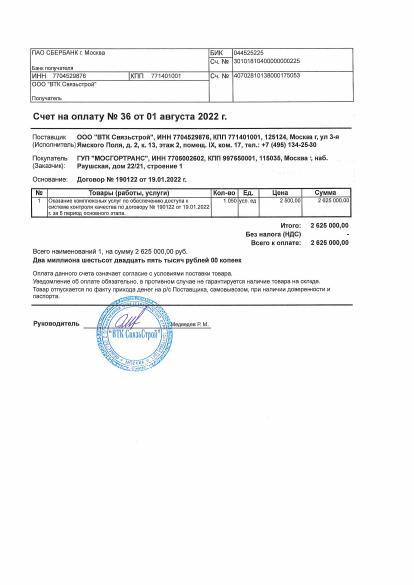 ПАО СБЕРБАНК г. Москва
БИК 044525225
Сч. № 30101810400000000225
Банк получателя
ИНН 7704529876 КПП 771401001 Сч. № 40702810138000175053
ООО "ВТК Связьстрой"
Получатель
Счет на оплату № 36 от 01 августа 2022 г.
Поставщик ООО "ВТК Связьстрой", ИНН 7704529876, КПП 771401001, 125124, Москва г, ул 3-я
(Исполнитель): Ямского Поля, д. 2, к. 13, этаж 2, помещ. IX, ком. 17, тел.: +7 (495) 134-25-30
Покупатель ГУП "МОСГОРТРАНС", ИНН 7705002602, КПП 997650001, 115035, Москва г, наб.
(Заказчик): Раушская, дом 22/21, строение 1
Основание: Договор № 190122 от 19.01.2022 г.
№ Товары (работы, услуги) Кол-во Ед. Цена Сумма
1 Оказание комплексных услуг по обеспечению доступа к 1 050 усл. ед 2 500,00 2 625 000,00
системе контроля качества по договору № 190122 от 19.01.2022
г. за 5 период основного этапа.
Итого: 2 625 000,00
Без налога (НДС) -
Всего к оплате: 2 625 000,00
Всего наименований 1, на сумму 2 625 000,00 руб.
Два миллиона шестьсот двадцать пять тысяч рублей 00 копеек
Оплата данного счета означает согласие с условиями поставки товара.
Уведомление об оплате обязательно, в противном случае не гарантируется наличие товара на складе.
Товар отпускается по факту прихода денег на р/с Поставщика, самовывозом, при наличии доверенности и
паспорта.
Руководитель Медведев Р. М.
"ВТК СвязьСтрой"